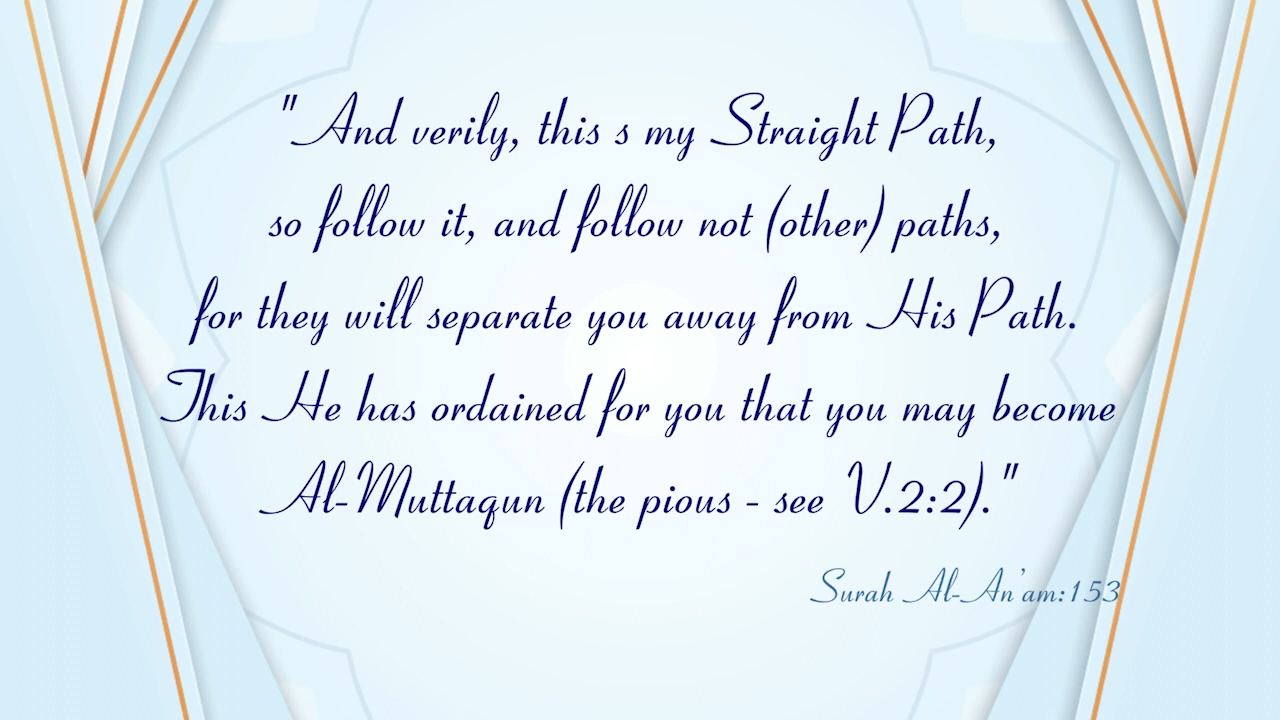 "And verily, this s my Straight Path,
so follow it, and follow not (other) paths,
for they will separate you away from His Path.
This He has ordained for you that you may become
Al-Muttaqun (the pious - see V.2:2)."
Surah Al-An'am:153